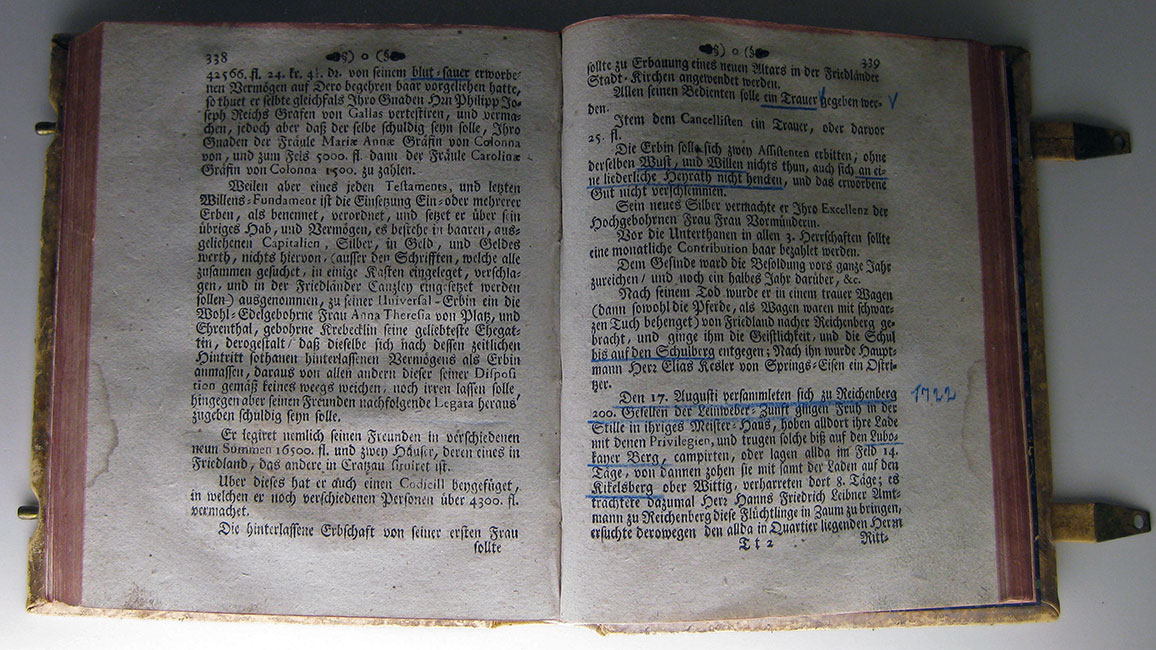 338
§) o (§
42566. fl. 24. kr. 4½. dz. von seinem blut-sauer erworbe-
nen Vermögen auf Dero begehren baar vorgeliehen hatte,
so thuet er selbte gleichfals Ihro Gnaden Hrn Philipp Jo-
seph Reichs Grafen von Gallas vertestiren, und verma-
chen, jedoch aber daß der selbe schuldig seyn solle, Ihro
Gnaden der Fräule Mariæ Annæ Gräfin von Colonna
von, und zum Fels 5000. fl. dann der Fräule Carolinæ
Gräfin von Colonna 1500. zu zahlen.
Weilen aber eines jeden Testaments, und letzten
Willens-Fundament ist die Einsetzung Ein- oder mehrerer
Erben, als benennet, verordnet, und setzet er über sein
übriges Hab, und Vermögen, es bestehe in baaren, aus-
geliehenen Capitalien, Silber, in Geld, und Geldes
werth, nichts hiervon, (ausser den Schrifften, welche alle
zusammen gesuchet, in einige Kasten eingeleget, verschla-
gen, und in der Friedländer Canzley eingesetzet werden
sollen) ausgenommen, zu seiner Universal-Erbin ein die
Wohl-Edelgebohrne Frau Anna Theresia von Platz, und
Ehrenthal, gebohrne Krebecklin seine geliebteste Ehegat-
tin, derogestalt/ daß dieselbe sich nach dessen zeitlichen
Hintritt sothanen hinterlassenen Vermögens als Erbin
anmassen, daraus von allen andern dieser seiner Disposi
tion gemäß keines weegs weichen, noch irren lassen solle
hingegen aber seinen Freunden nachfolgende Legata heraus
zugeben schuldig seyn solle.
Er legiret nemlich seinen Freunden in verschiedenen
neun Summen 16500. fl. und zwey Häuser, deren eines in
Friedland, das andere in Cratzau situiret ist.
Uber dieses hat er auch einen Codicill beygefüget,
in welchen er noch verschiedenen Personen über 4300. fl.
vermachet.
Die hinterlassene Erbschaft von seiner ersten Frau
sollte
§) o (§
339
sollte zu Erbauung eines neuen Altars in der Friedländer
Stadt-Kirchen angewendet werden.
Allen seinen Bedienten solle ein Trauer gegeben wer- V
den.
Item dem Cancellisten ein Trauer, oder darvor
25. fl.
Die Erbin solle sich zwey Assistenten erbitten, ohne
derselben Wust, und Willen nichts thun, auch sich an ei-
ne liederliche Heyrath nicht henden, und das erworbene
Gut nicht verschlemmen.
Sein neues Silber vermachte er Ihro Excellenz der
Hochgebohrnen Frau Frau Vormünderin.
Vor die Unterthanen in allen 3. Herrschaften sollte
eine monatliche Contribution baar bezahlet werden.
Dem Gesinde ward die Besoldung vors ganze Jahr
zureichen/ und noch ein halbes Jahr darüber, &c.
Nach seinem Tod wurde er in einem trauer Wagen
(dann sowohl die Pferde, als Wagen waren mit schwar-
zen Tuch behenget) von Friedland nacher Reichenberg ge-
bracht, und ginge ihm die Geistlichkeit, und die Schul
bis auf den Schulberg entgegen; Nach ihn wurde Haupt-
mann Herr Elias Kesler von Springs-Eisen ein Ostri-
tzer.
Den 17. Augusti versammleten sich zu Reichenberg 1722
200. Gesellen der Leinweber-Zunft gingen Fruh in der
Stille in ihriges Meister-Haus, hoben alldort ihre Lade
mit denen Privilegien, und trugen solche biß auf den Lubo-
kaner Berg, campirten, oder lagen allda im Feld 14.
Täge, von dannen zohen sie mit samt der Laden auf den
Kikelsberg ober Wittig, verharreten dort 8. Täge; es
trachtete dazumal Herr Hanns Friedrich Leibner Amt-
mann zu Reichenberg diese Flüchtlinge in Zaum zu bringen,
ersuchte derowegen den allda in Quartier liegenden Herrn
T t 2 Ritt-